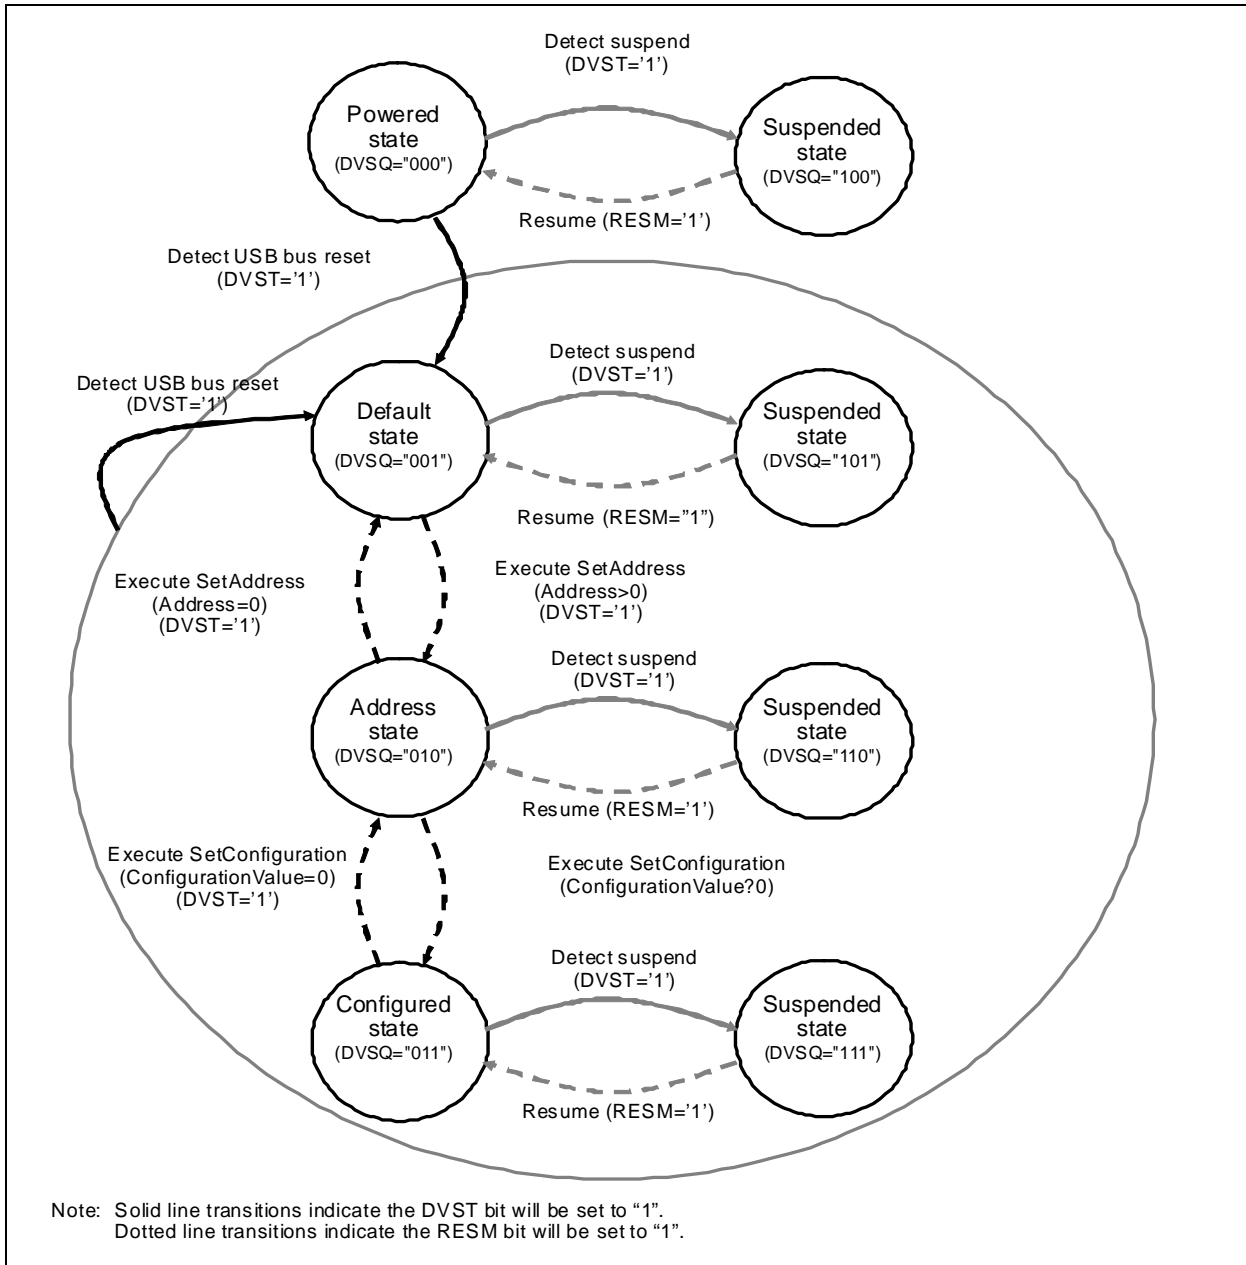 Detect suspend
(DVST='1')
Powered
state
(DVSQ="000")
Suspended
state
(DVSQ="100")
Resume (RESM='1')
Detect USB bus reset
(DVST='1')
Detect suspend
(DVST='1')
Detect USB bus reset
(DVST='1')
Default
state
(DVSQ="001")
Suspended
state
(DVSQ="101")
Resume (RESM="1")
Execute SetAddress
(Address=0)
(DVST='1')
Execute SetAddress
(Address>0)
(DVST='1')
Detect suspend
(DVST='1')
Address
state
(DVSQ="010")
Suspended
state
(DVSQ="110")
Resume (RESM='1')
Execute SetConfiguration
(ConfigurationValue=0)
(DVST='1')
Execute SetConfiguration
(ConfigurationValue?0)
Detect suspend
(DVST='1')
Configured
state
(DVSQ="011")
Suspended
state
(DVSQ="111")
Resume (RESM='1')
Note: Solid line transitions indicate the DVST bit will be set to “1”.
Dotted line transitions indicate the RESM bit will be set to “1”.